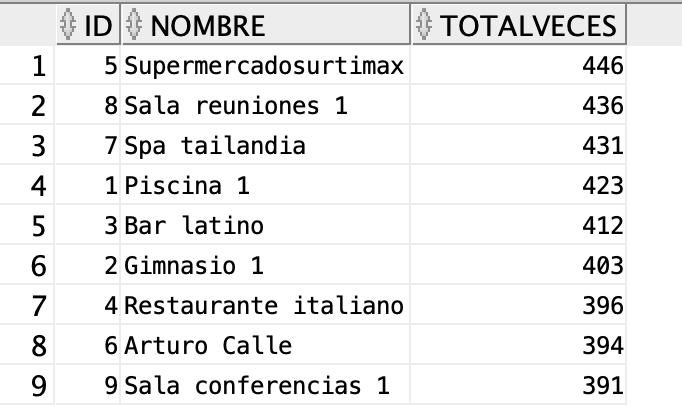 ID NOMBRE TOTALVECES
1 5 Supermercadosurtimax 446
2 8 Sala reuniones 1 436
3 7 Spa tailandia 431
4 1 Piscina 1 423
5 3 Bar latino 412
6 2 Gimnasio 1 403
7 4 Restaurante italiano 396
8 6 Arturo Calle 394
9 9 Sala conferencias 1 391